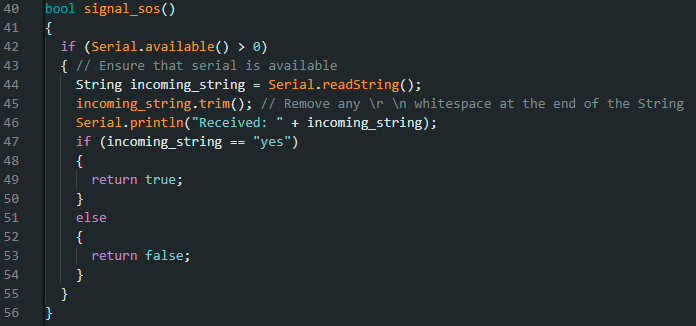 40 bool signal_sos()
41 {
42   if (Serial.available() > 0)
43   { // Ensure that serial is available
44     String incoming_string = Serial.readString();
45     incoming_string.trim(); // Remove any \r \n whitespace at the end of the String
46     Serial.println("Received: " + incoming_string);
47     if (incoming_string == "yes")
48     {
49       return true;
50     }
51     else
52     {
53       return false;
54     }
55   }
56 }